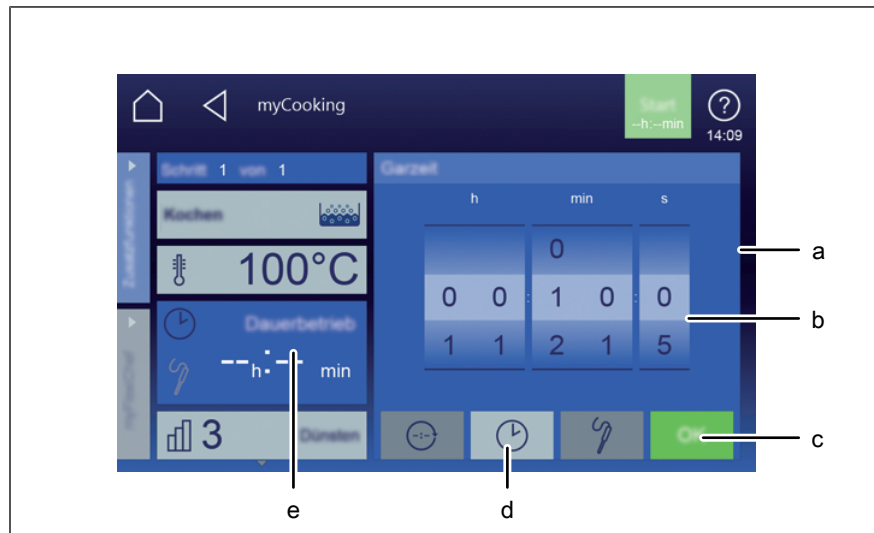 myCooking
Start
--h:--min
14:09
Schritt 1 von 1
Zusatzfunktionen
Kochen
100°C
Dauerbetrieb
--h:-- min
3 Dünsten
Garzeit
h min s
0
0 0 : 1 0 : 0
1 1 2 1 5
OK
a
b
c
d
e